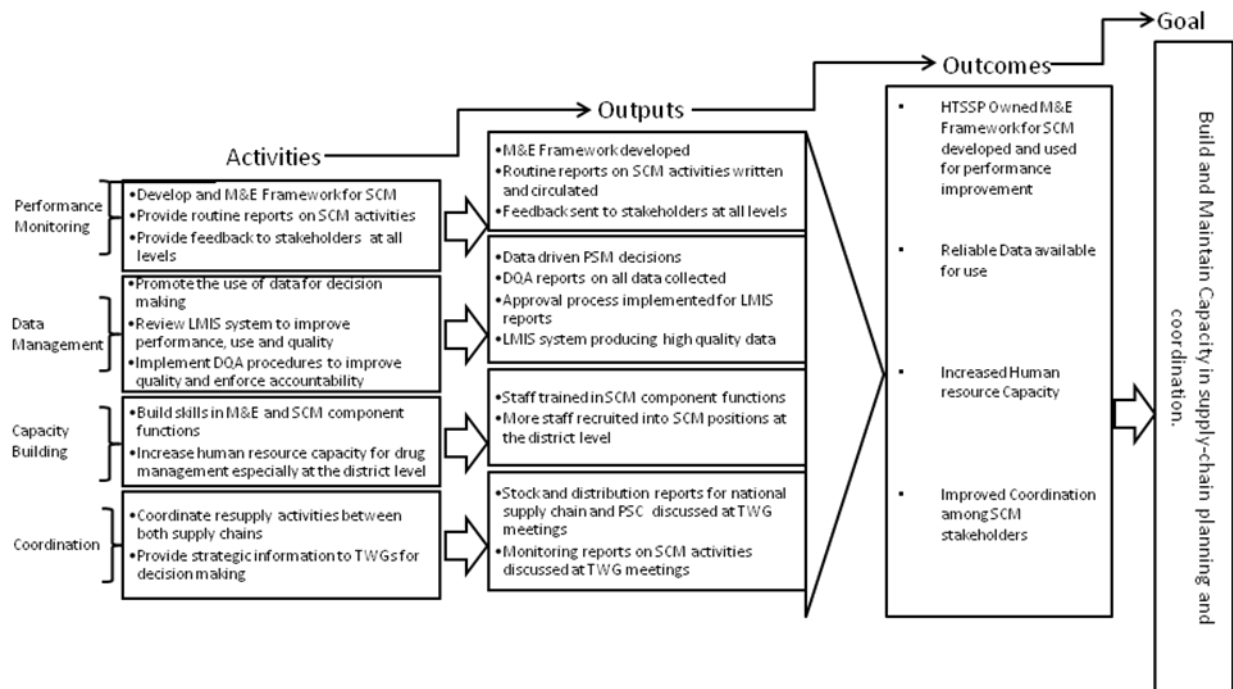 Goal
Outcomes
Outputs
Activities
Performance
Monitoring
•Develop and M&E Framework for SCM
•Provide routine reports on SCM activities
•Provide feedback to stakeholders at all
levels
•M&E Framework developed
•Routine reports on SCM activities written
and circulated
•Feedback sent to stakeholders at all levels
Data
Management
•Promote the use of data for decision
making
•Review LMIS system to improve
performance, use and quality
•Implement DQA procedures to improve
quality and enforce accountability
•Data driven PSM decisions
•DQA reports on all data collected
•Approval process implemented for LMIS
reports
•LMIS system producing high quality data
Capacity
Building
•Build skills in M&E and SCM component
functions
•Increase human resource capacity for drug
management especially at the district level
•Staff trained in SCM component functions
•More staff recruited into SCM positions at
the district level
Coordination
•Coordinate resupply activities between
both supply chains
•Provide strategic information to TWGs for
decision making
•Stock and distribution reports for national
supply chain and PSC discussed at TWG
meetings
•Monitoring reports on SCM activities
discussed at TWG meetings
▪ HTSSP Owned M&E
Framework for SCM
developed and used
for performance
improvement
▪ Reliable Data available
for use
▪ Increased Human
resource Capacity
▪ Improved Coordination
among SCM
stakeholders
Build and Maintain Capacity in supply-chain planning and
coordination.